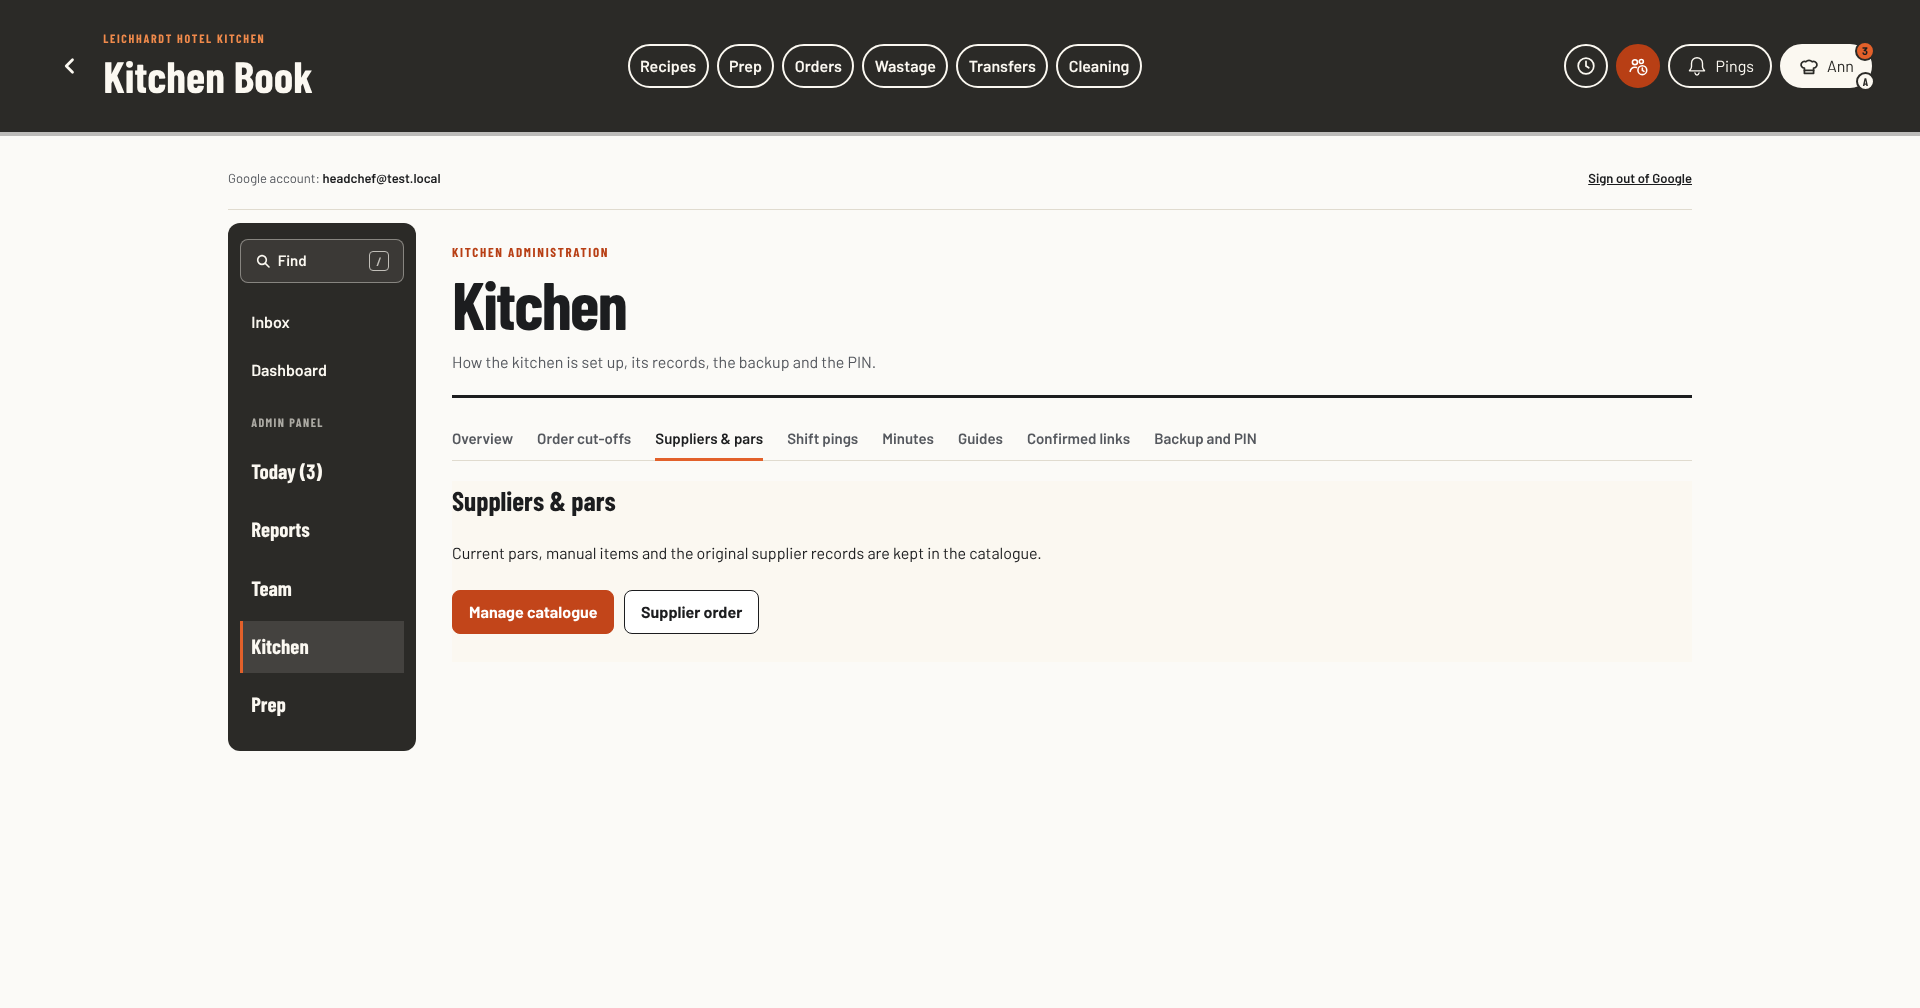 LEICHHARDT HOTEL KITCHEN
Kitchen Book
Recipes
Prep
Orders
Wastage
Transfers
Cleaning
Pings
Ann
3
A
Google account: headchef@test.local
Sign out of Google
Find
/
Inbox
Dashboard
ADMIN PANEL
Today (3)
Reports
Team
Kitchen
Prep
KITCHEN ADMINISTRATION
Kitchen
How the kitchen is set up, its records, the backup and the PIN.
Overview
Order cut-offs
Suppliers & pars
Shift pings
Minutes
Guides
Confirmed links
Backup and PIN
Suppliers & pars
Current pars, manual items and the original supplier records are kept in the catalogue.
Manage catalogue
Supplier order